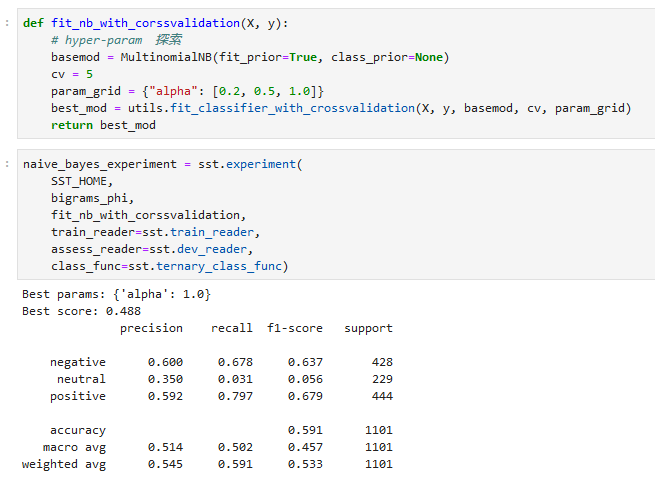 : def fit_nb_with_corssvalidation(X, y):
# hyper-param 探索
basemod = MultinomialNB(fit_prior=True, class_prior=None)
cv = 5
param_grid = {"alpha": [0.2, 0.5, 1.0]}
best_mod = utils.fit_classifier_with_crossvalidation(X, y, basemod, cv, param_grid)
return best_mod
: naive_bayes_experiment = sst.experiment(
SST_HOME,
bigrams_phi,
fit_nb_with_corssvalidation,
train_reader=sst.train_reader,
assess_reader=sst.dev_reader,
class_func=sst.ternary_class_func)
Best params: {'alpha': 1.0}
Best score: 0.488
precision recall f1-score support
negative 0.600 0.678 0.637 428
neutral 0.350 0.031 0.056 229
positive 0.592 0.797 0.679 444
accuracy 0.591 1101
macro avg 0.514 0.502 0.457 1101
weighted avg 0.545 0.591 0.533 1101